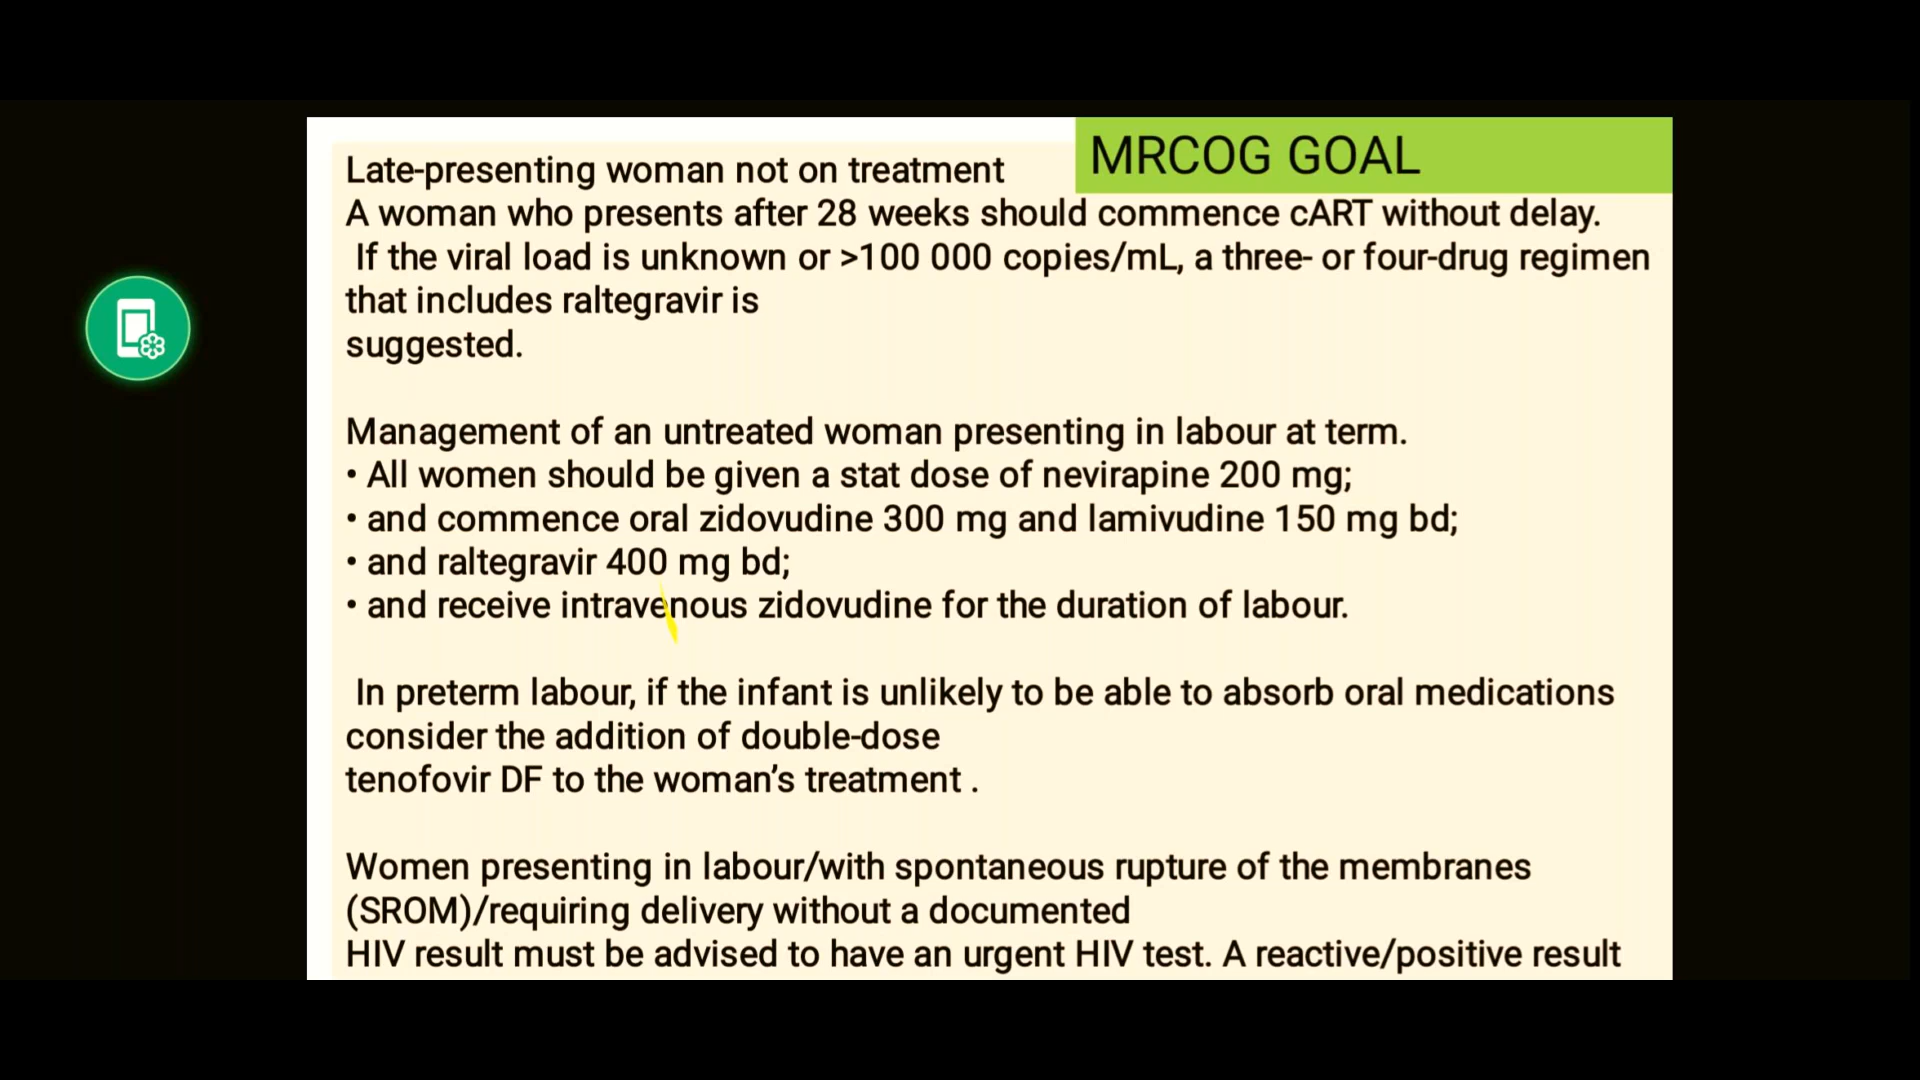 MRCOG GOAL
Late-presenting woman not on treatment
A woman who presents after 28 weeks should commence cART without delay.
If the viral load is unknown or >100 000 copies/mL, a three- or four-drug regimen
that includes raltegravir is
suggested.
Management of an untreated woman presenting in labour at term.
• All women should be given a stat dose of nevirapine 200 mg;
• and commence oral zidovudine 300 mg and lamivudine 150 mg bd;
• and raltegravir 400 mg bd;
• and receive intravenous zidovudine for the duration of labour.
In preterm labour, if the infant is unlikely to be able to absorb oral medications
consider the addition of double-dose
tenofovir DF to the woman’s treatment .
Women presenting in labour/with spontaneous rupture of the membranes
(SROM)/requiring delivery without a documented
HIV result must be advised to have an urgent HIV test. A reactive/positive result